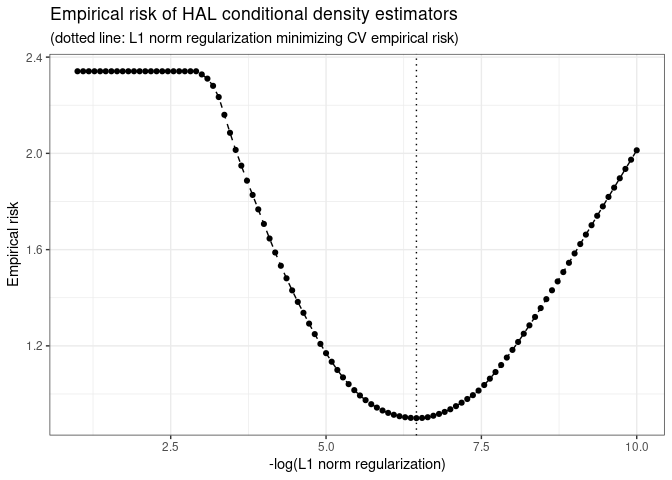 Empirical risk of HAL conditional density estimators
(dotted line: L1 norm regularization minimizing CV empirical risk)
2.4
2.0
1.6
1.2
Empirical risk
2.5
5.0
7.5
10.0
-log(L1 norm regularization)